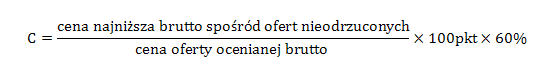 cena najniższa brutto spośród ofert nieodrzuconych
C = × 100pkt × 60%
cena oferty ocenianej brutto